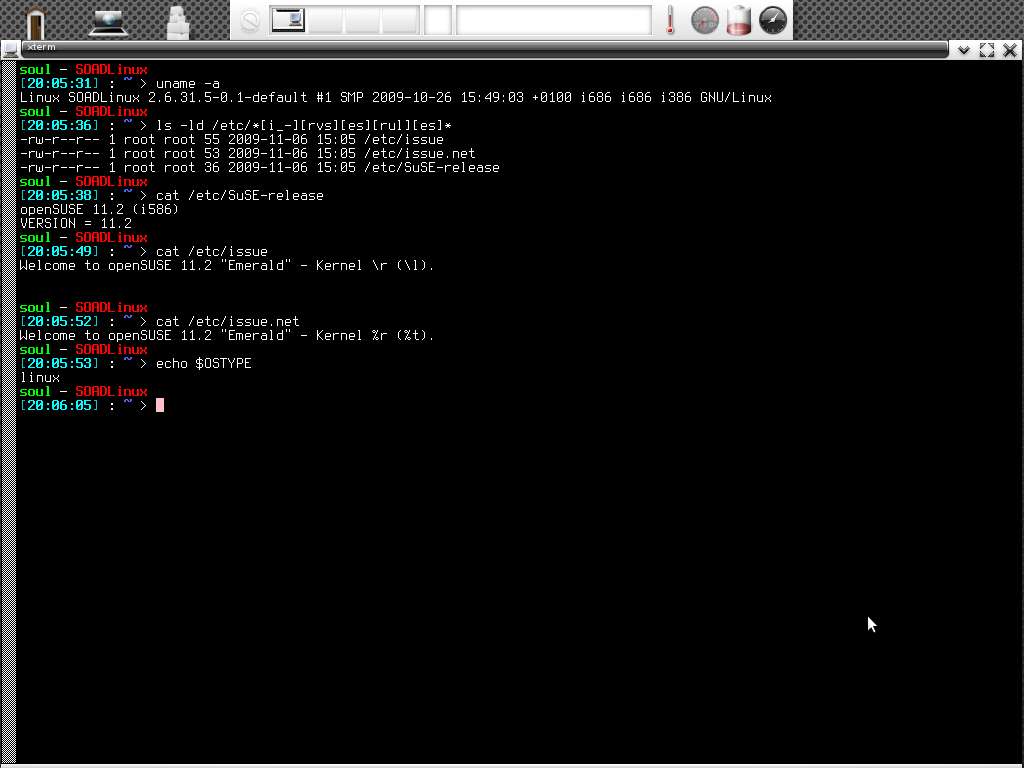 xterm
soul - SOADLinux
[20:05:31] : ~ > uname -a
Linux SOADLinux 2.6.31.5-0.1-default #1 SMP 2009-10-26 15:49:03 +0100 i686 i686 i386 GNU/Linux
soul - SOADLinux
[20:05:36] : ~ > ls -ld /etc/*[i_-][rvs][es][rul][es]*
-rw-r--r-- 1 root root 55 2009-11-06 15:05 /etc/issue
-rw-r--r-- 1 root root 53 2009-11-06 15:05 /etc/issue.net
-rw-r--r-- 1 root root 36 2009-11-06 15:05 /etc/SuSE-release
soul - SOADLinux
[20:05:38] : ~ > cat /etc/SuSE-release
openSUSE 11.2 (i586)
VERSION = 11.2
soul - SOADLinux
[20:05:49] : ~ > cat /etc/issue
Welcome to openSUSE 11.2 "Emerald" - Kernel \r (\l).
soul - SOADLinux
[20:05:52] : ~ > cat /etc/issue.net
Welcome to openSUSE 11.2 "Emerald" - Kernel %r (%t).
soul - SOADLinux
[20:05:53] : ~ > echo $OSTYPE
linux
soul - SOADLinux
[20:06:05] : ~ >